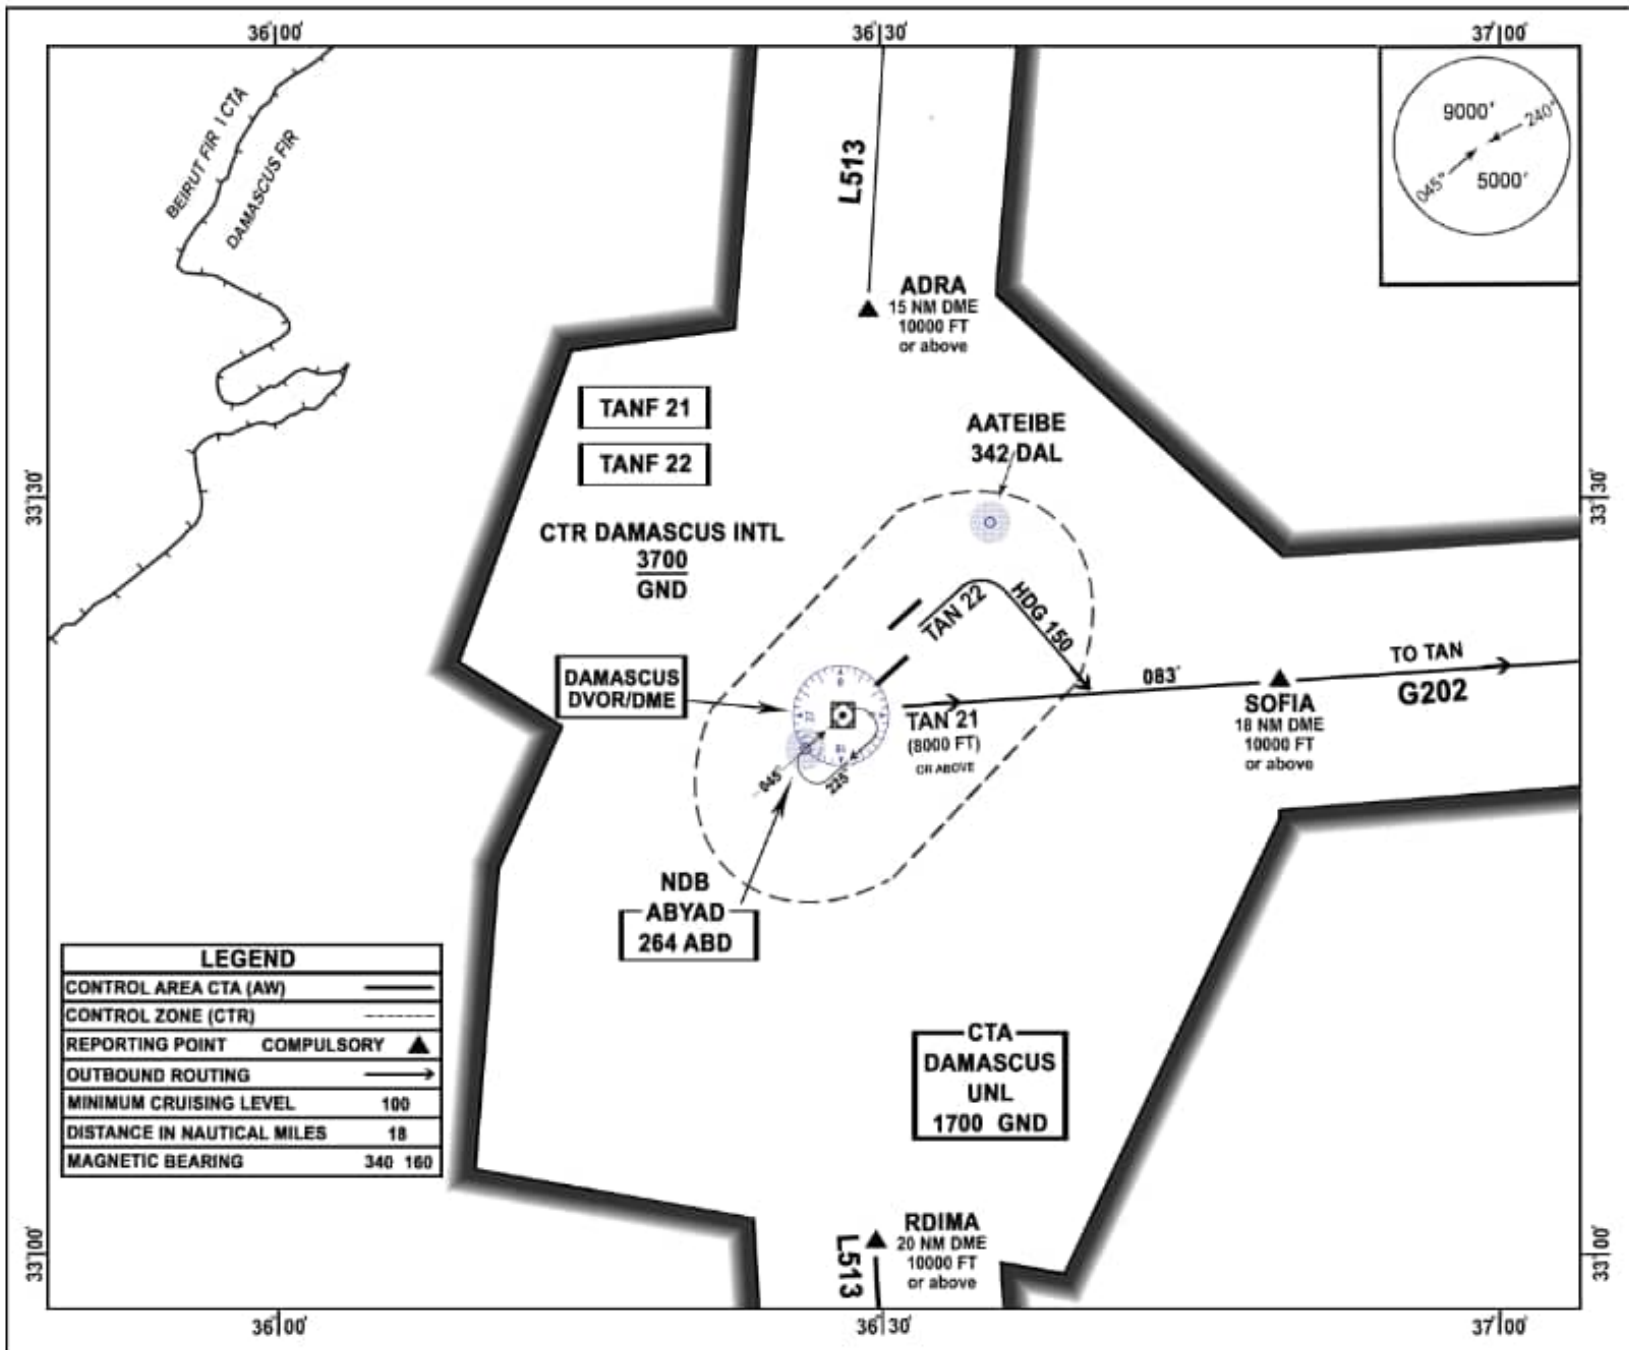 36°00'
36°30'
37°00'
BEIRUT FIR \ CTA
DAMASCUS FIR
L513
9000'
240°
045°
5000'
ADRA
15 NM DME
10000 FT
or above
TANF 21
TANF 22
AATEIBE
342 DAL
33°30'
33°30'
CTR DAMASCUS INTL
3700
GND
TAN 22
HDG 150
DAMASCUS
DVOR/DME
083°
TO TAN
G202
SOFIA
18 NM DME
10000 FT
or above
TAN 21
(8000 FT)
OR ABOVE
045°
225°
NDB
ABYAD
264 ABD
LEGEND
CONTROL AREA CTA (AW)
CONTROL ZONE (CTR)
REPORTING POINT COMPULSORY
OUTBOUND ROUTING
MINIMUM CRUISING LEVEL 100
DISTANCE IN NAUTICAL MILES 18
MAGNETIC BEARING 340 160
CTA
DAMASCUS
UNL
1700 GND
RDIMA
20 NM DME
10000 FT
or above
L513
33°00'
33°00'
36°00'
36°30'
37°00'